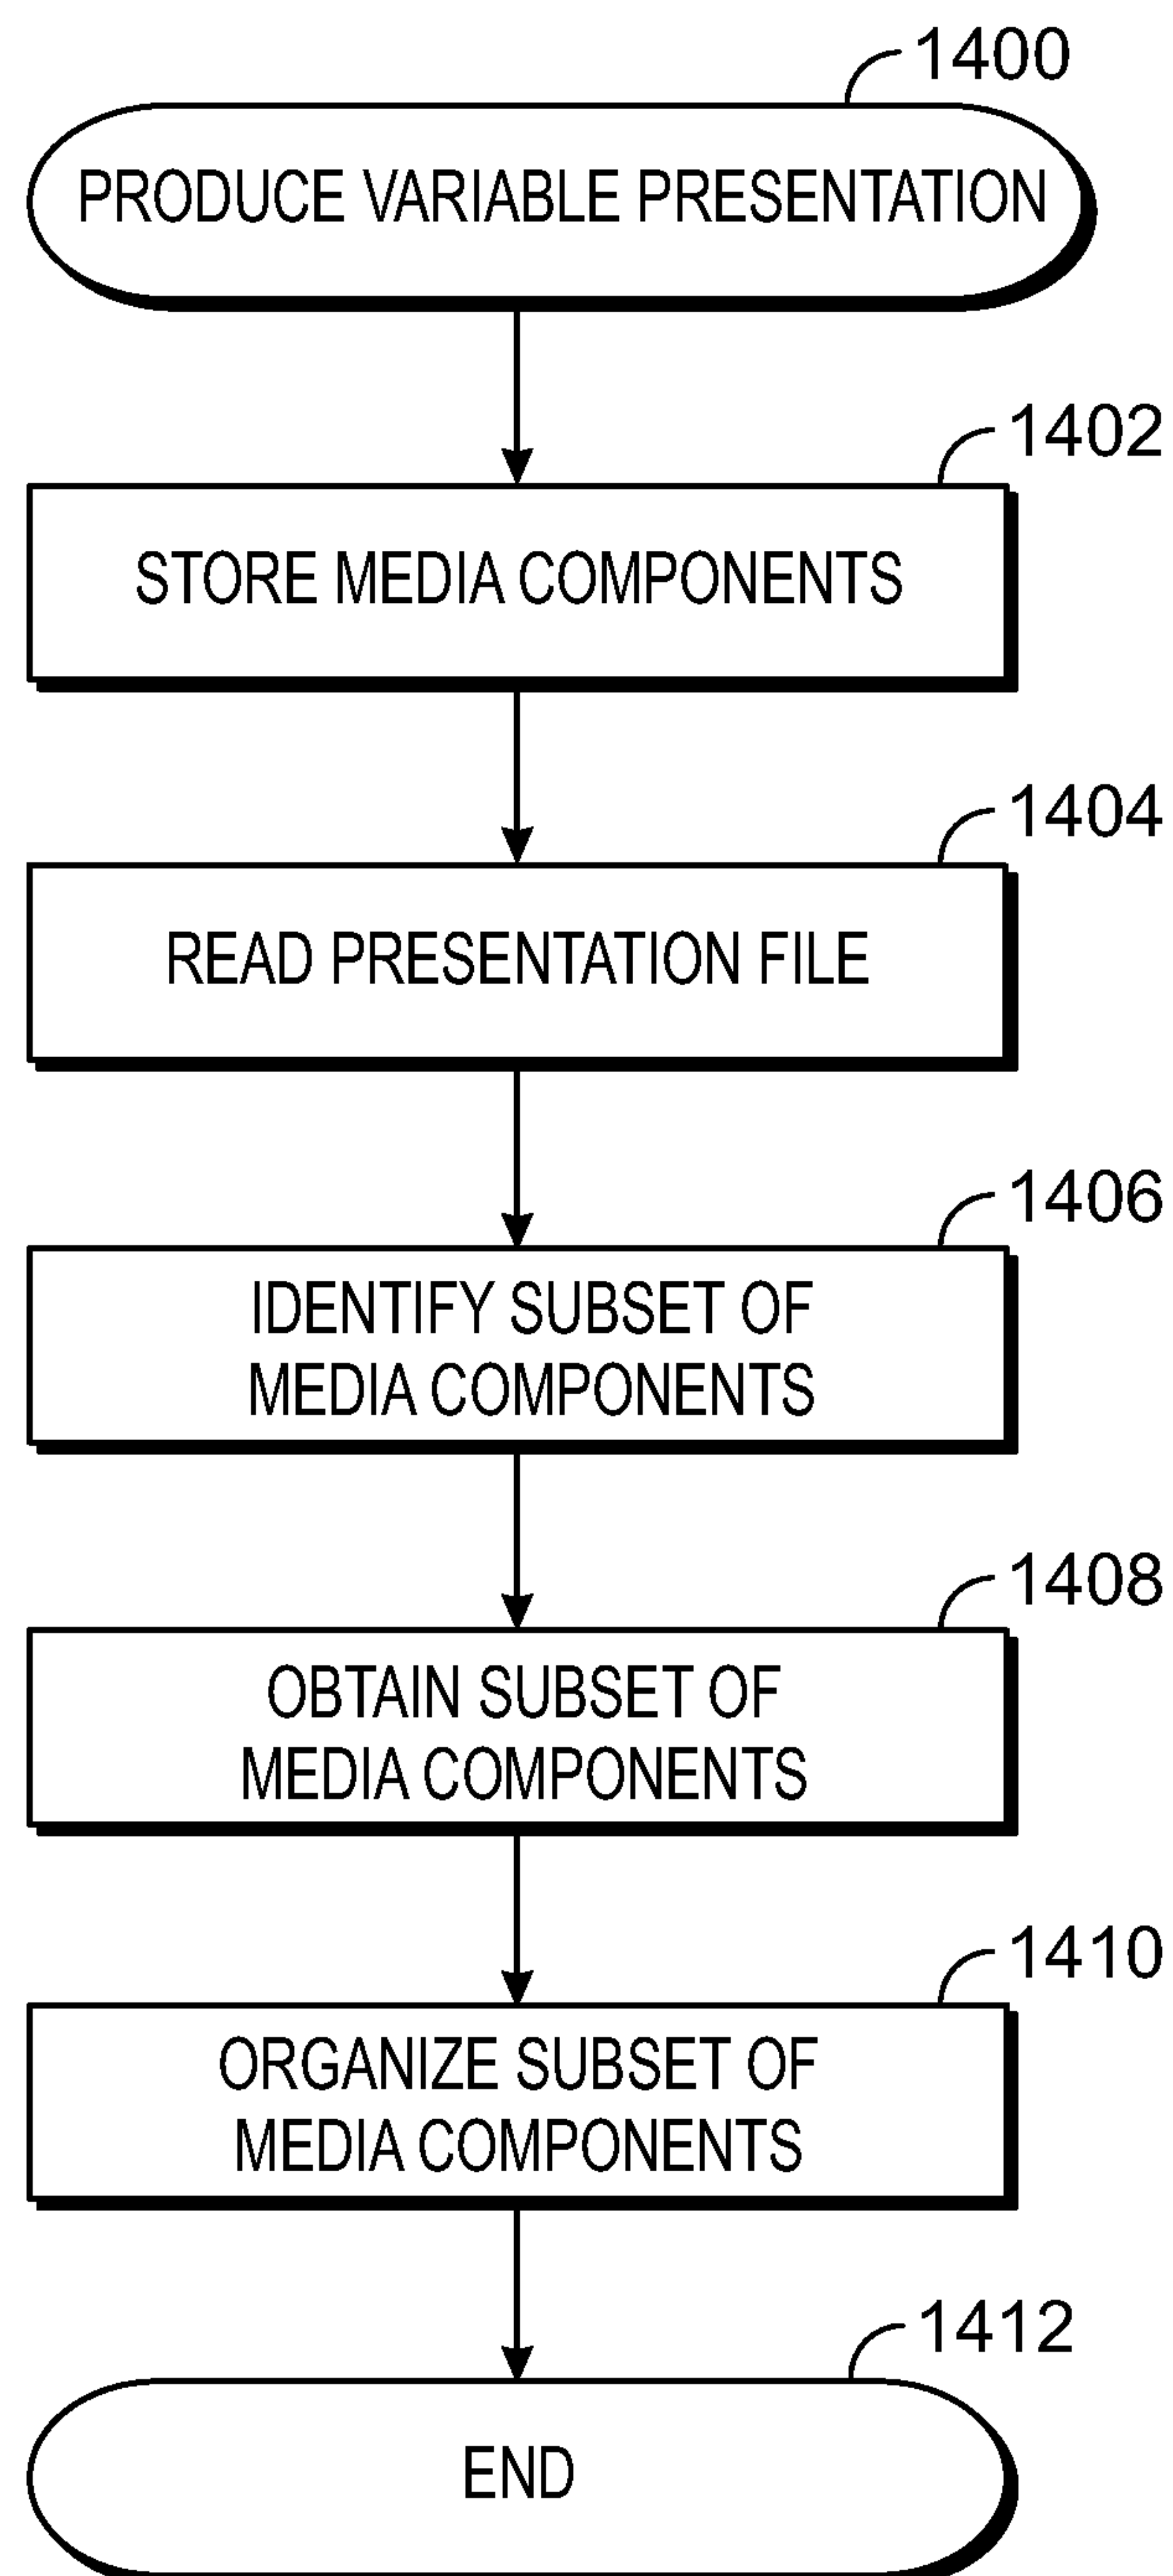 1400
PRODUCE VARIABLE PRESENTATION
1402
STORE MEDIA COMPONENTS
1404
READ PRESENTATION FILE
1406
IDENTIFY SUBSET OF
MEDIA COMPONENTS
1408
OBTAIN SUBSET OF
MEDIA COMPONENTS
1410
ORGANIZE SUBSET OF
MEDIA COMPONENTS
1412
END